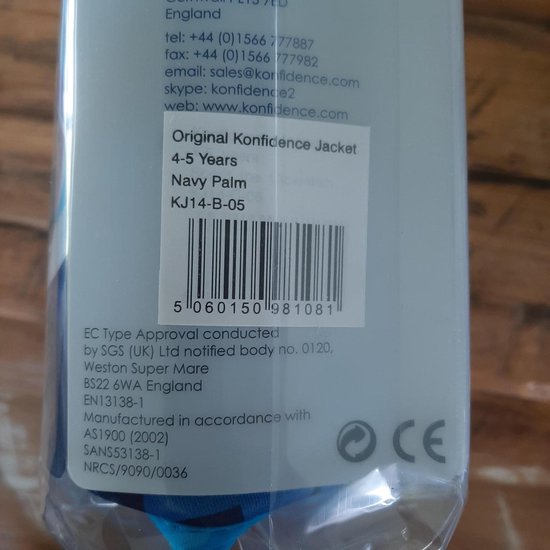 England
tel: +44 (0)1566 777887
fax: +44 (0)1566 777982
email: sales@konfidence.com
skype: konfidence2
web: www.konfidence.com
Original Konfidence Jacket
4-5 Years
Navy Palm
KJ14-B-05
5 060150 981081
EC Type Approval conducted
by SGS (UK) Ltd notified body no. 0120,
Weston Super Mare
BS22 6WA England
EN13138-1
Manufactured in accordance with
AS1900 (2002)
SANS53138-1
NRCS/9090/0036
CE